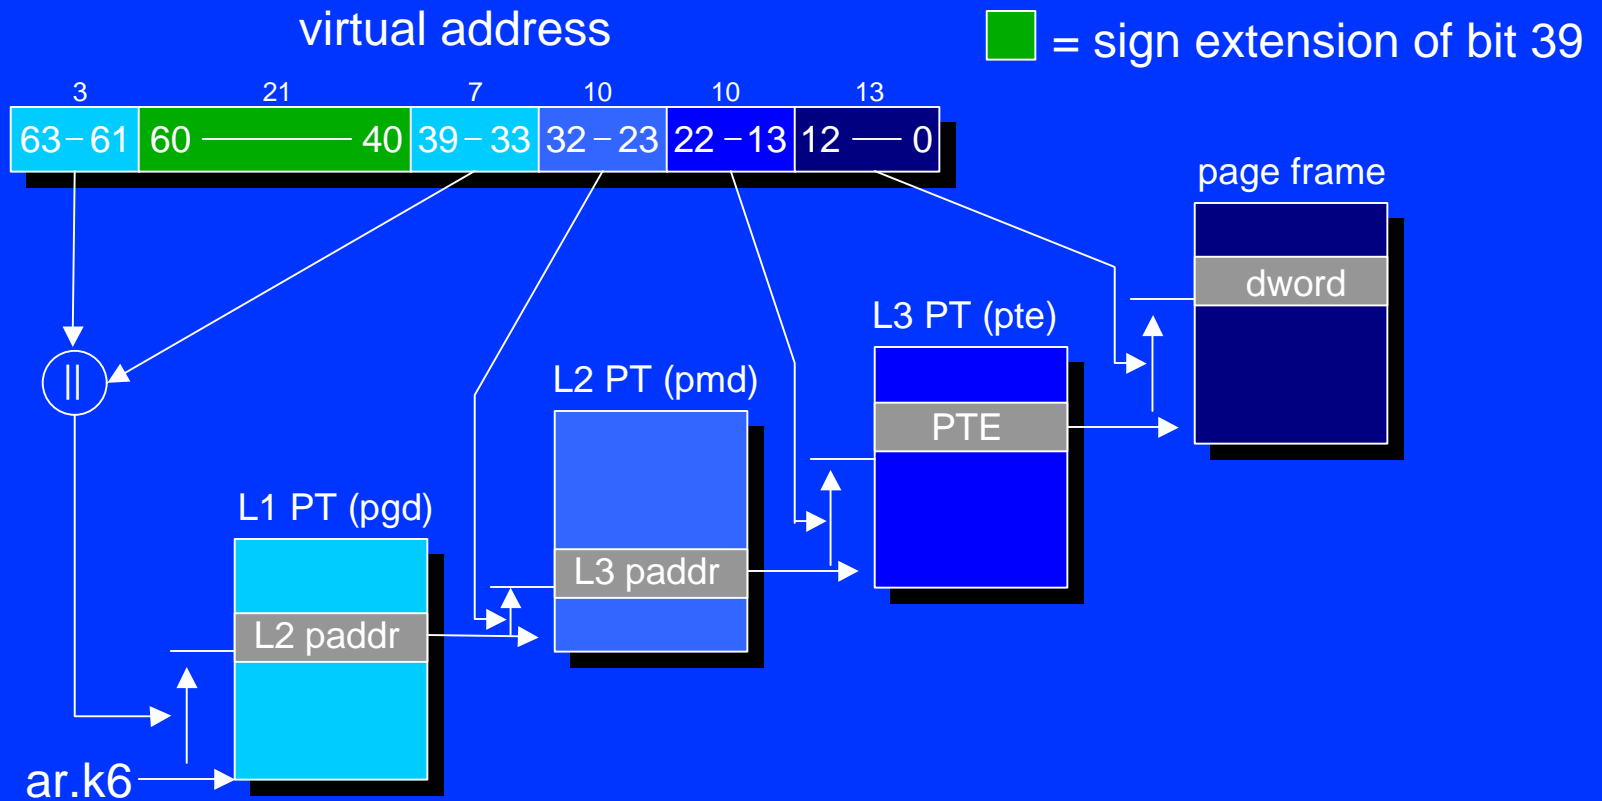 virtual address
= sign extension of bit 39
3 21 7 10 10 13
63–61 60 — 40 39–33 32–23 22–13 12 — 0
page frame
dword
||
L3 PT (pte)
PTE
L2 PT (pmd)
L3 paddr
L1 PT (pgd)
L2 paddr
ar.k6